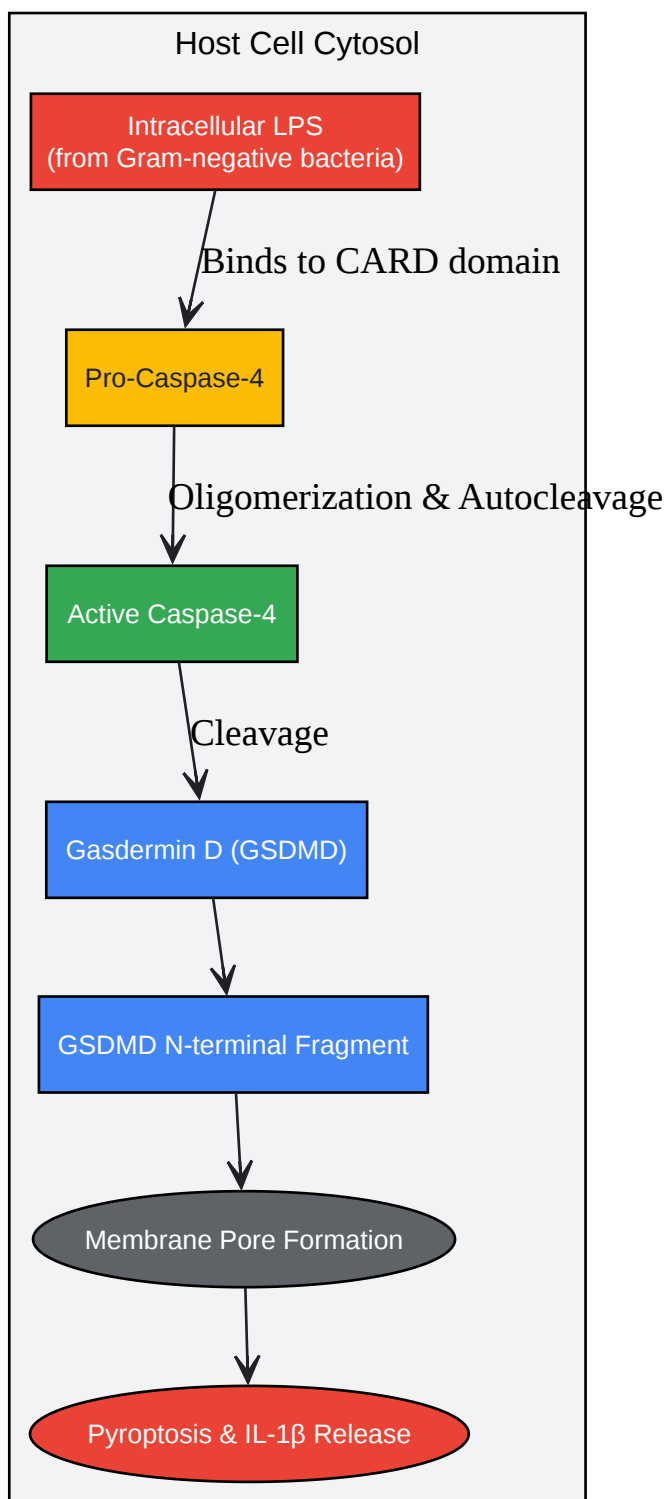 Host Cell Cytosol
Intracellular LPS
(from Gram-negative bacteria)
Binds to CARD domain
Pro-Caspase-4
Oligomerization & Autocleavage
Active Caspase-4
Cleavage
Gasdermin D (GSDMD)
GSDMD N-terminal Fragment
Membrane Pore Formation
Pyroptosis & IL-1β Release